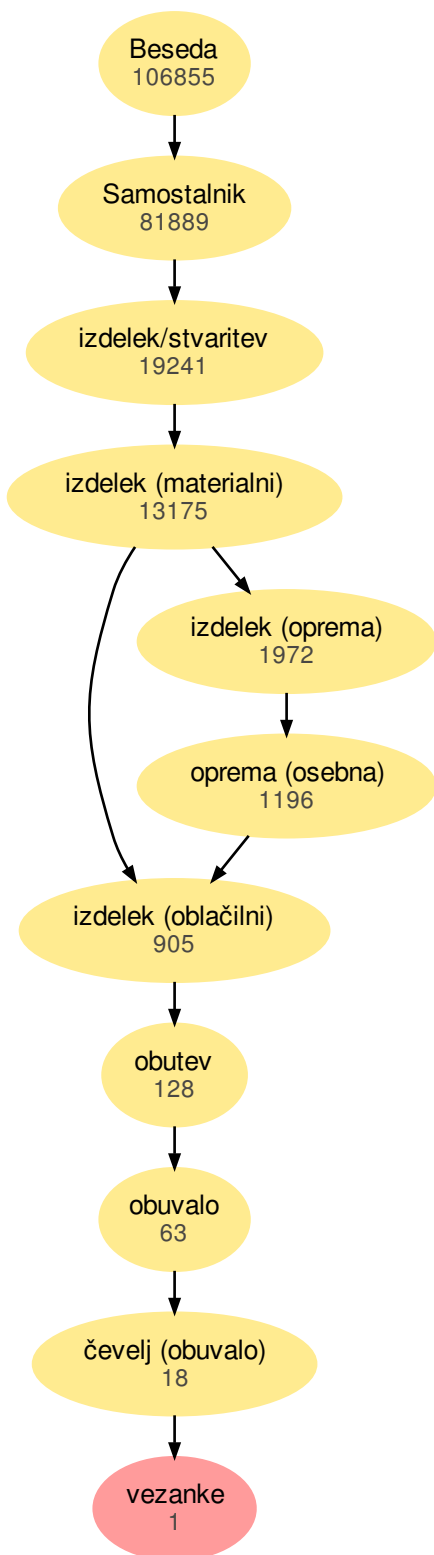 Beseda
106855
Samostalnik
81889
izdelek/stvaritev
19241
izdelek (materialni)
13175
izdelek (oprema)
1972
oprema (osebna)
1196
izdelek (oblačilni)
905
obutev
128
obuvalo
63
čevelj (obuvalo)
18
vezanke
1